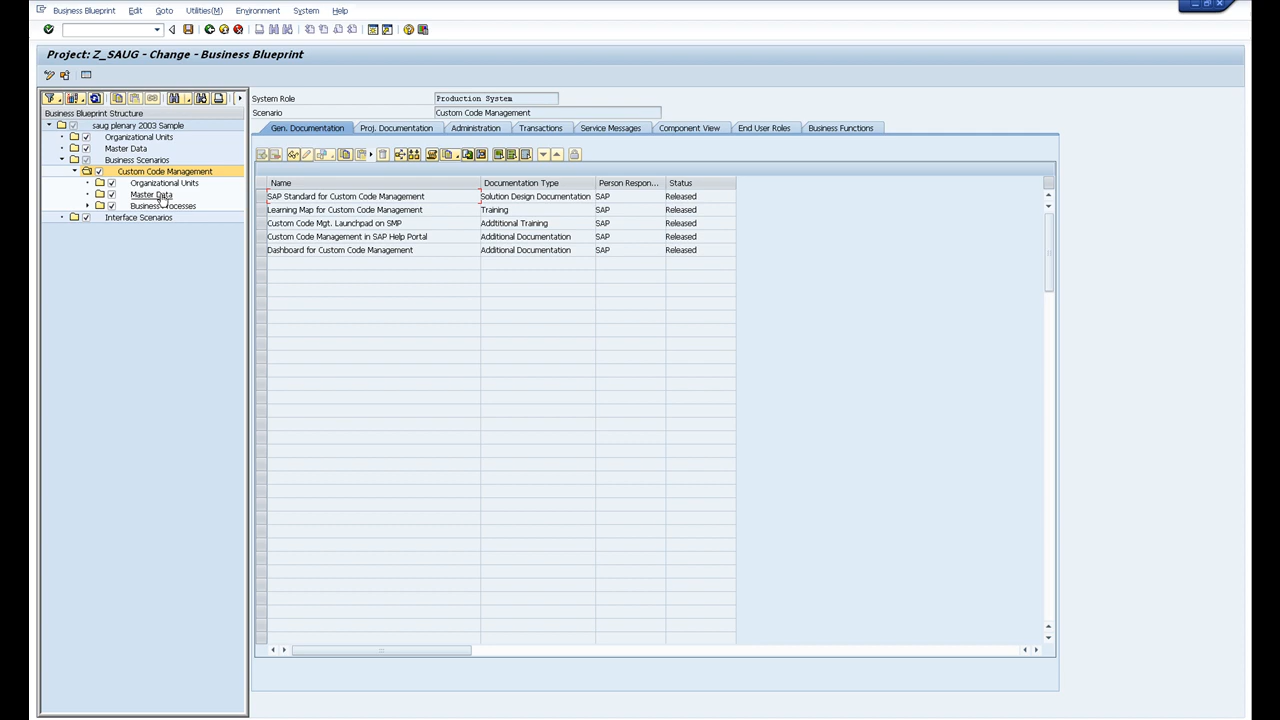 Business Blueprint Edit Goto Utilities(M) Environment System Help
Project: Z_SAUG - Change - Business Blueprint
Business Blueprint Structure
saug plenary 2003 Sample
Organizational Units
Master Data
Business Scenarios
Custom Code Management
Organizational Units
Master Data
Business Processes
Interface Scenarios
System Role Production System
Scenario Custom Code Management
Gen. Documentation Proj. Documentation Administration Transactions Service Messages Component View End User Roles Business Functions
Name Documentation Type Person Respon... Status
SAP Standard for Custom Code Management Solution Design Documentation SAP Released
Learning Map for Custom Code Management Training SAP Released
Custom Code Mgt. Launchpad on SMP Addtitional Training SAP Released
Custom Code Management in SAP Help Portal Additional Documentation SAP Released
Dashboard for Custom Code Management Additional Documentation SAP Released